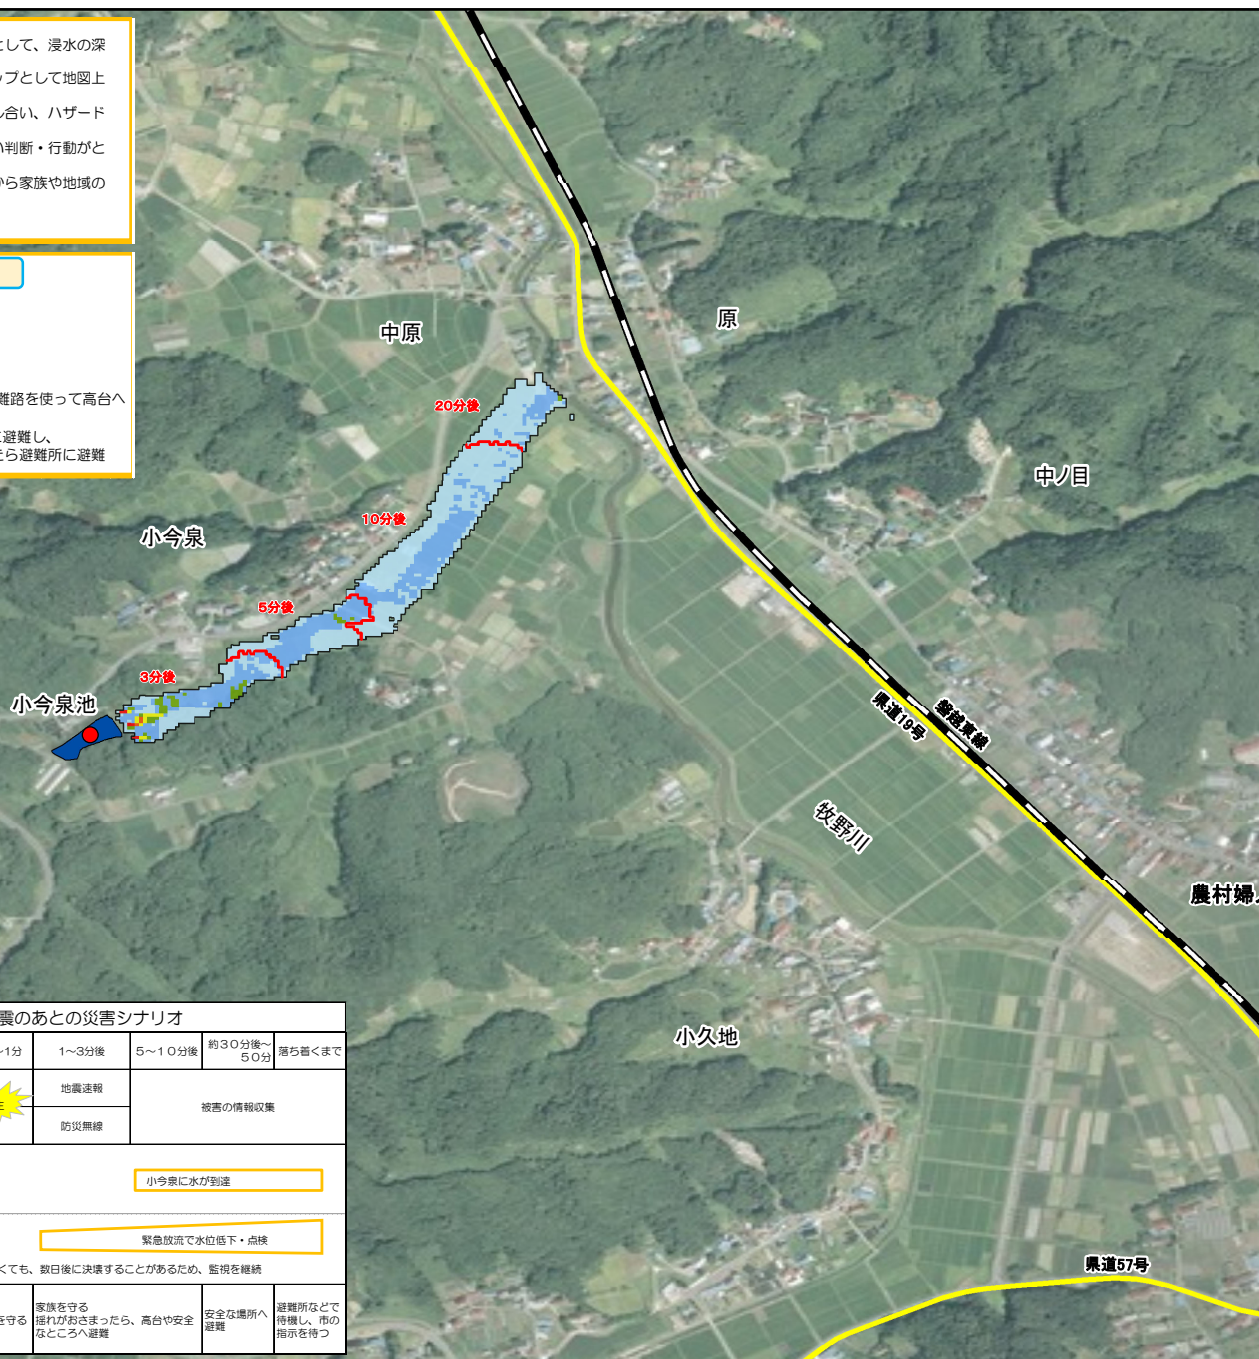 として、浸水の深
ップとして地図上
合い、ハザード
い判断・行動がと
から家族や地域の
難路を使って高台へ
避難し、
たら避難所に避難
中原
原
20分後
中ノ目
10分後
小今泉
5分後
3分後
小今泉池
県道19号
磐越東線
牧野川
農村婦
小久地
県道57号
震のあとの災害シナリオ
~1分
1~3分後
5~10分後
約30分後~
50分
落ち着くまで
地震速報
防災無線
被害の情報収集
小今泉に水が到達
緊急放流で水位低下・点検
くても、数日後に決壊することがあるため、監視を継続
を守る
家族を守る
揺れがおさまったら、高台や安全
なところへ避難
安全な場所へ
避難
避難所などで
待機し、市の
指示を待つ